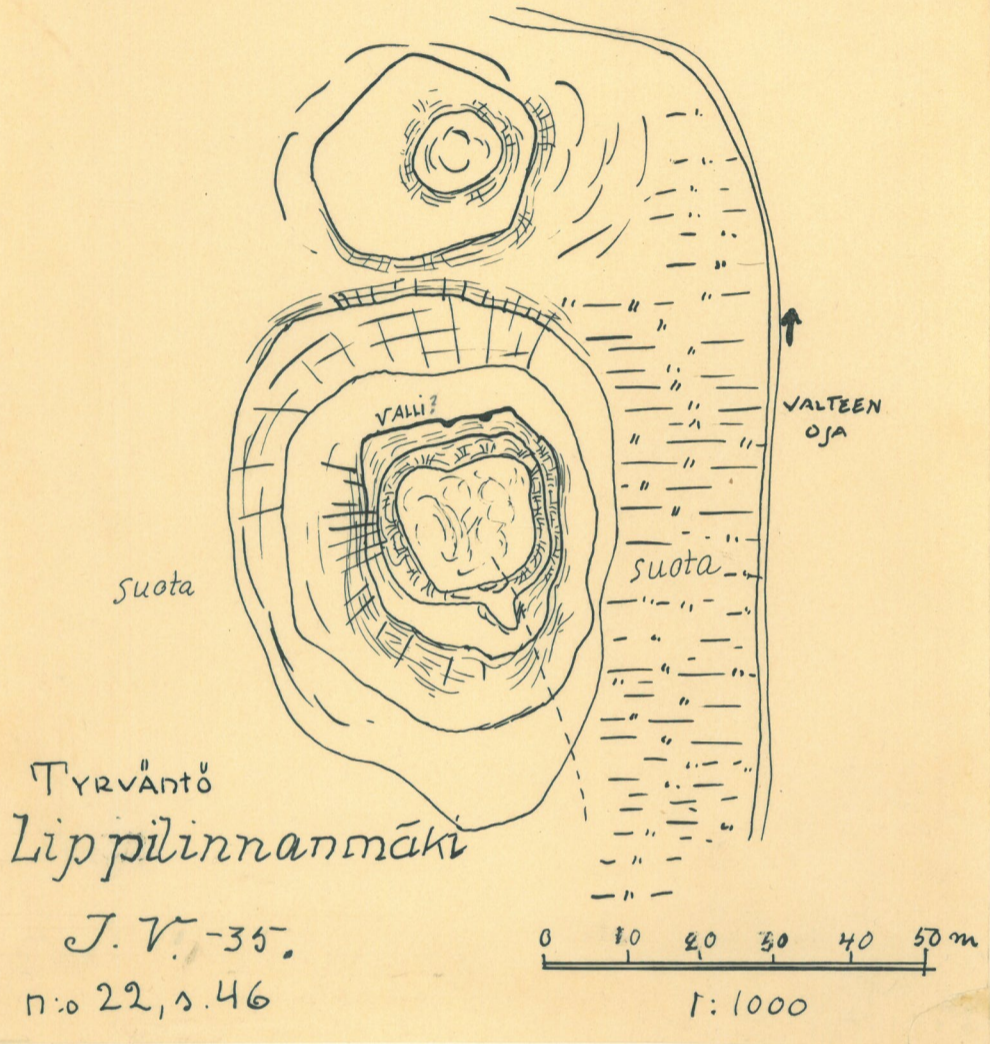 VALLI?
VALTEEN
OJA
suota
suota
TYRVÄNTÖ
Lippilinnanmäki
J. V. -35.
n:o 22, s. 46
0 10 20 30 40 50 m
1:1000